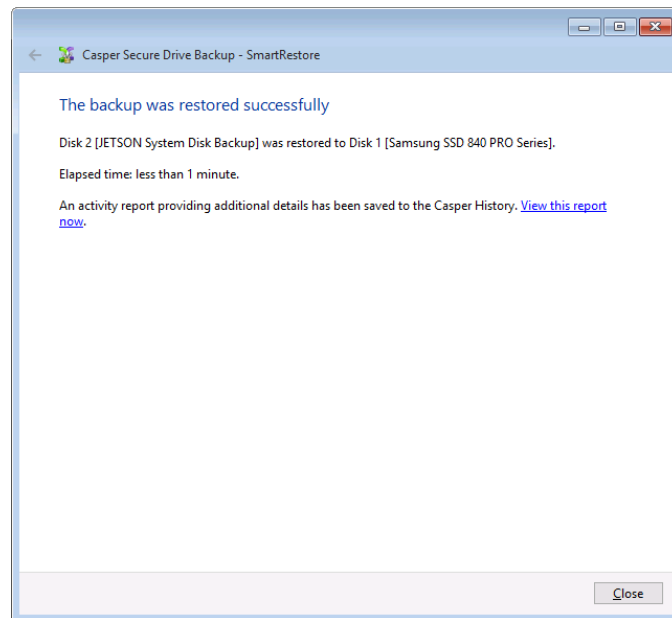 Casper Secure Drive Backup - SmartRestore
The backup was restored successfully
Disk 2 [JETSON System Disk Backup] was restored to Disk 1 [Samsung SSD 840 PRO Series].
Elapsed time: less than 1 minute.
An activity report providing additional details has been saved to the Casper History. View this report
now.
Close